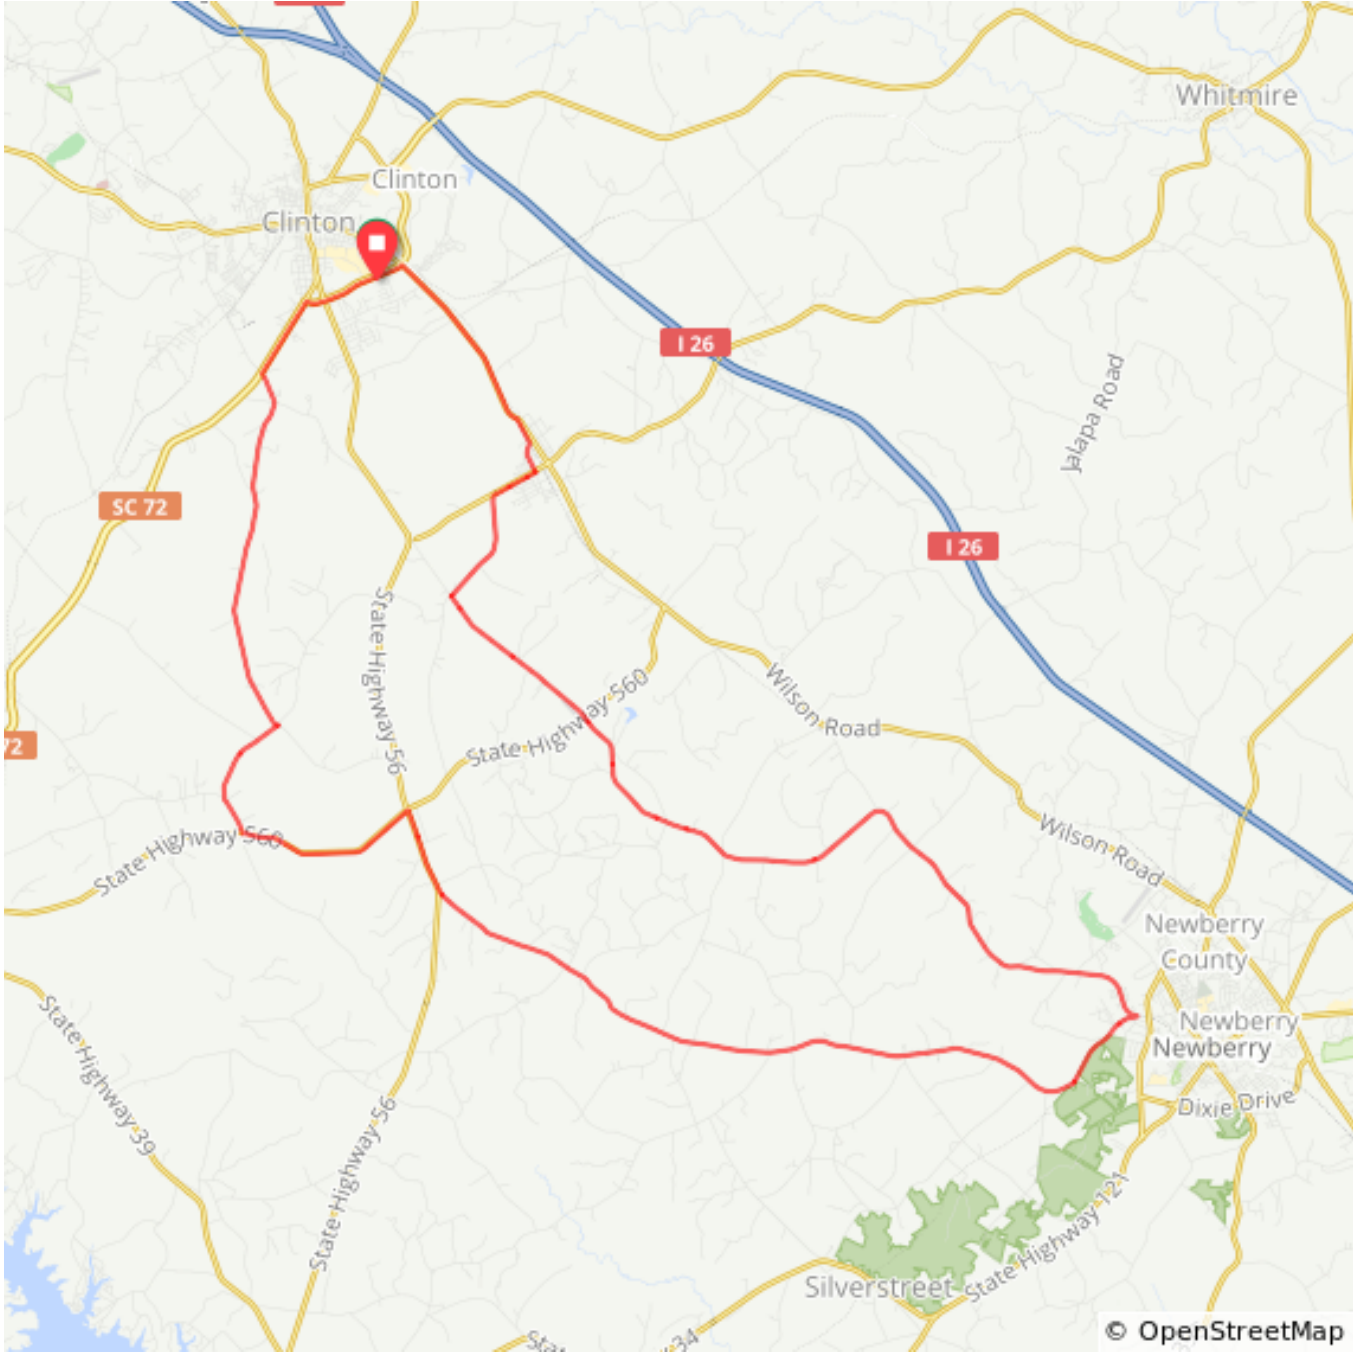 Whitmire
Clinton
Clinton
I 26
Jalapa Road
SC 72
I 26
State Highway 56
State Highway 560
Wilson Road
72
State Highway 560
Wilson Road
Newberry
County
Newberry
Newberry
State Highway 39
State Highway 56
Dixie Drive
State Highway 121
Silverstreet
© OpenStreetMap